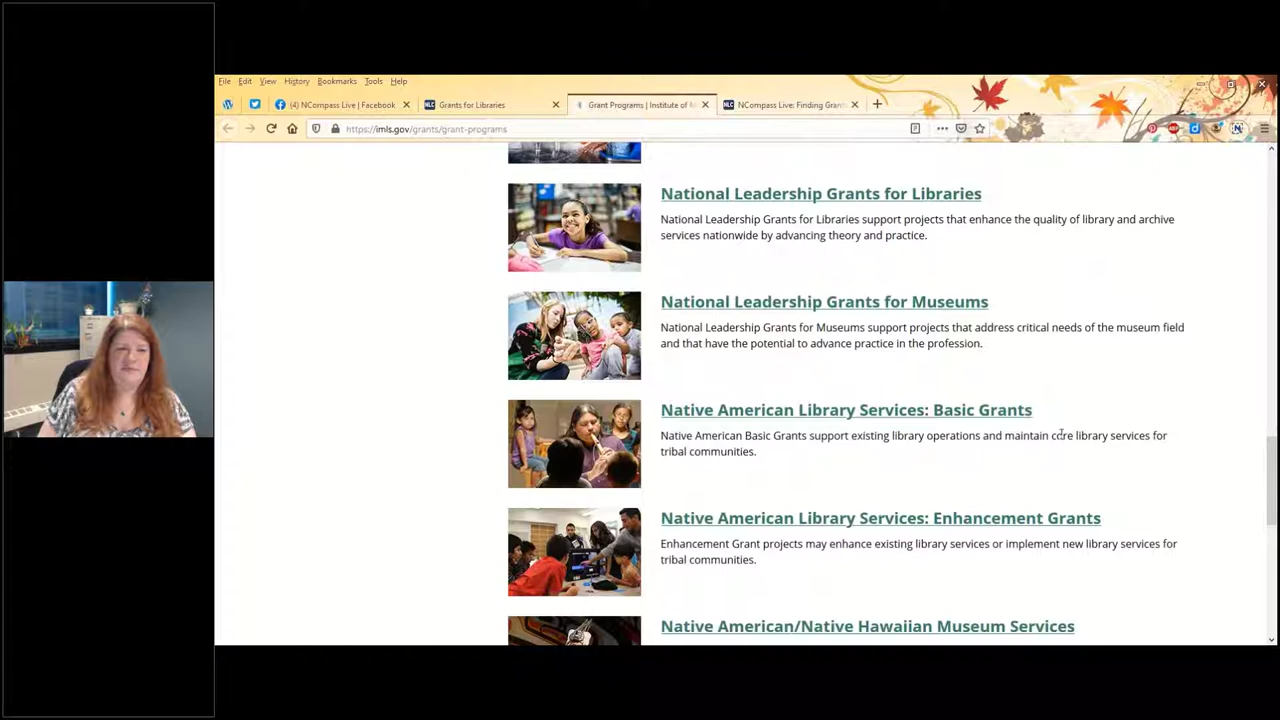 File Edit View History Bookmarks Tools Help
(4) NCompass Live | Facebook
Grants for Libraries
Grant Programs | Institute of M
NCompass Live: Finding Grants
https://imls.gov/grants/grant-programs
National Leadership Grants for Libraries
National Leadership Grants for Libraries support projects that enhance the quality of library and archive
services nationwide by advancing theory and practice.
National Leadership Grants for Museums
National Leadership Grants for Museums support projects that address critical needs of the museum field
and that have the potential to advance practice in the profession.
Native American Library Services: Basic Grants
Native American Basic Grants support existing library operations and maintain core library services for
tribal communities.
Native American Library Services: Enhancement Grants
Enhancement Grant projects may enhance existing library services or implement new library services for
tribal communities.
Native American/Native Hawaiian Museum Services